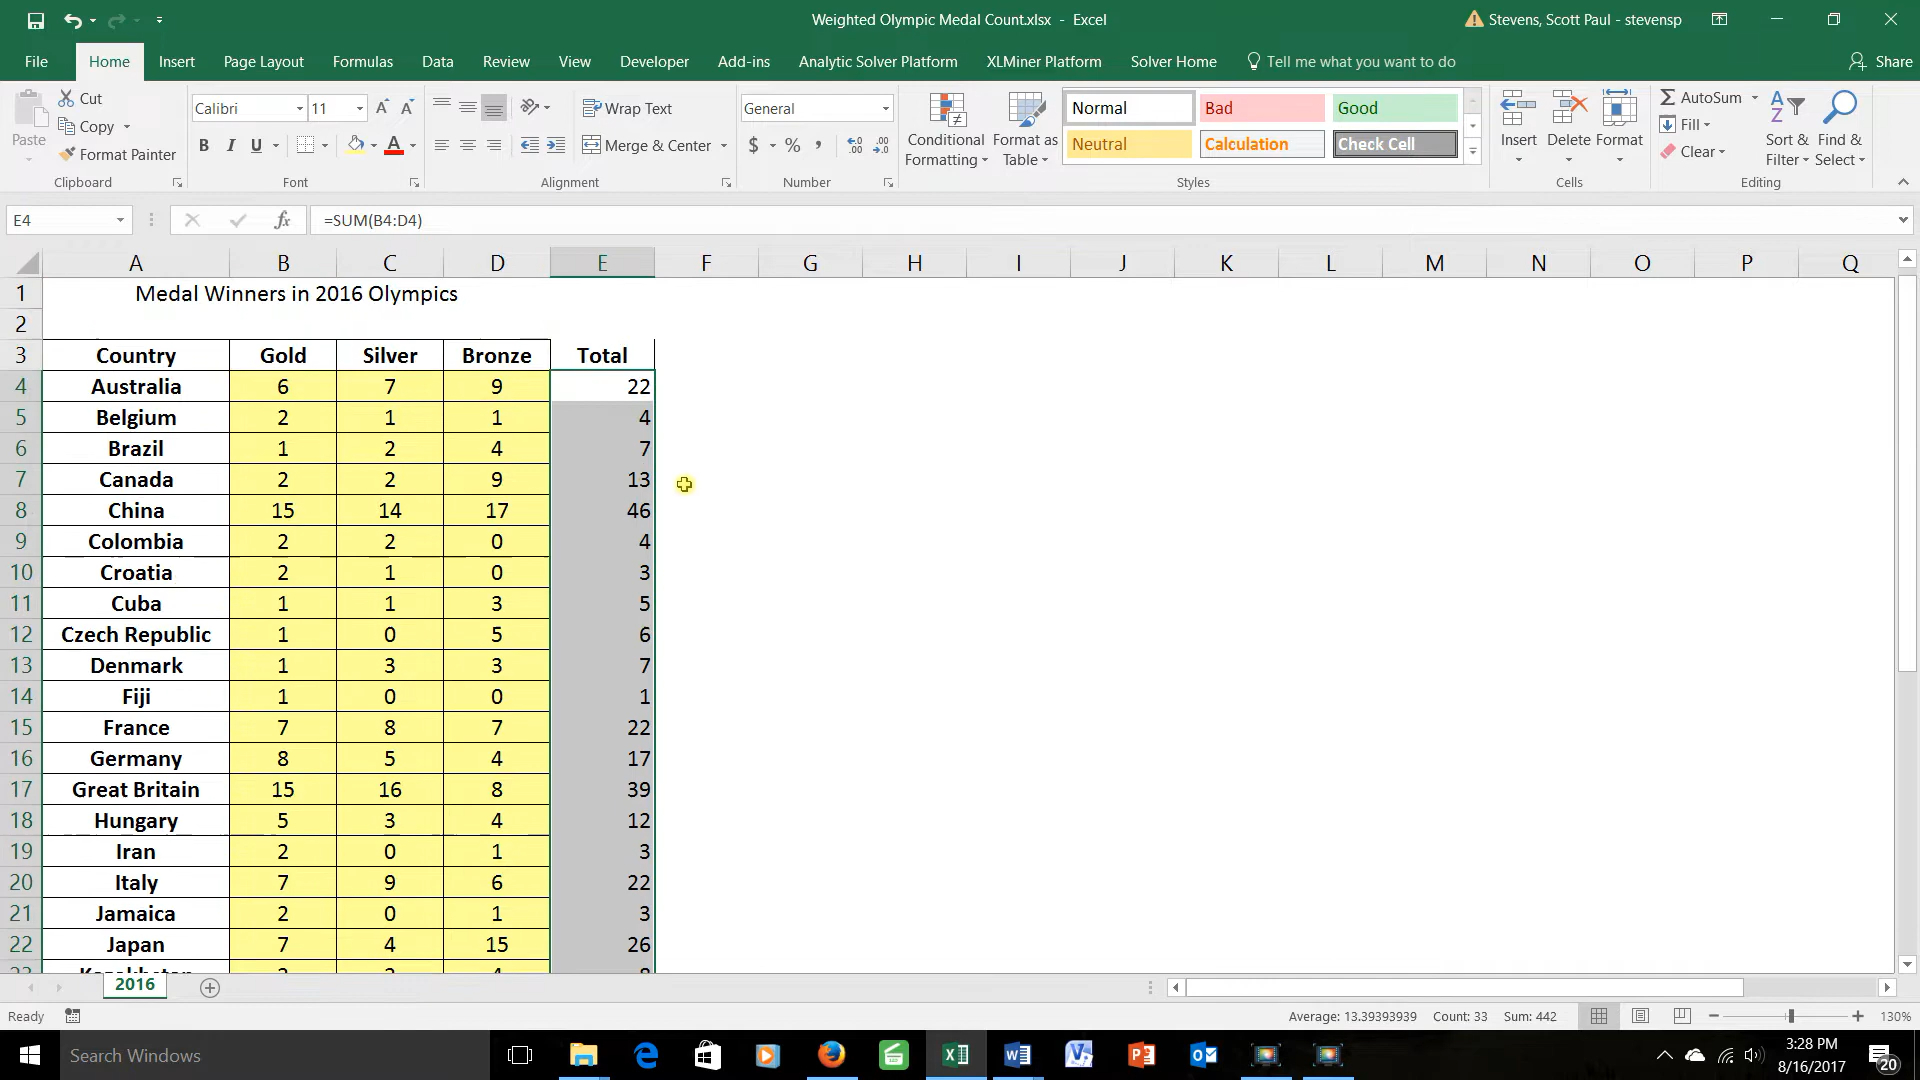 Weighted Olympic Medal Count.xlsx - Excel
Stevens, Scott Paul - stevensp
File Home Insert Page Layout Formulas Data Review View Developer Add-ins Analytic Solver Platform XLMiner Platform Solver Home Tell me what you want to do Share
Paste
Cut
Copy
Format Painter
Clipboard
Calibri 11
B I U A
Font
Wrap Text
Merge & Center
Alignment
General
$ % ,
Number
Conditional Formatting
Format as Table
Normal Bad Good
Neutral Calculation Check Cell
Styles
Insert Delete Format
Cells
AutoSum
Fill
Clear
Sort & Filter
Find & Select
Editing
E4 fx =SUM(B4:D4)
A B C D E F G H I J K L M N O P Q
1 Medal Winners in 2016 Olympics
2
3 Country Gold Silver Bronze Total
4 Australia 6 7 9 22
5 Belgium 2 1 1 4
6 Brazil 1 2 4 7
7 Canada 2 2 9 13
8 China 15 14 17 46
9 Colombia 2 2 0 4
10 Croatia 2 1 0 3
11 Cuba 1 1 3 5
12 Czech Republic 1 0 5 6
13 Denmark 1 3 3 7
14 Fiji 1 0 0 1
15 France 7 8 7 22
16 Germany 8 5 4 17
17 Great Britain 15 16 8 39
18 Hungary 5 3 4 12
19 Iran 2 0 1 3
20 Italy 7 9 6 22
21 Jamaica 2 0 1 3
22 Japan 7 4 15 26
2016
Ready
Average: 13.39393939 Count: 33 Sum: 442
130%
Search Windows
3:28 PM
8/16/2017
20